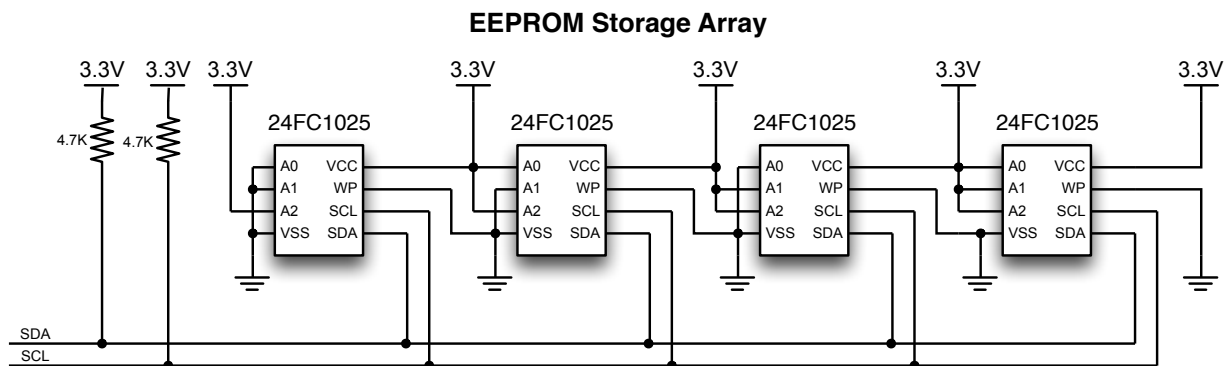 EEPROM Storage Array
3.3V 3.3V 3.3V 3.3V 3.3V 3.3V 3.3V
4.7K 4.7K
24FC1025 24FC1025 24FC1025 24FC1025
A0 VCC A0 VCC A0 VCC A0 VCC
A1 WP A1 WP A1 WP A1 WP
A2 SCL A2 SCL A2 SCL A2 SCL
VSS SDA VSS SDA VSS SDA VSS SDA
SDA
SCL